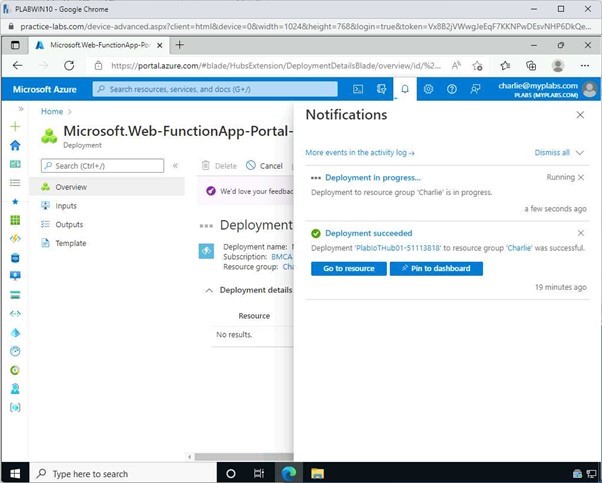 PLABWIN10 - Google Chrome
practice-labs.com/device-advanced.aspx?client=html&device=0&width=1024&height=768&login=true&token=Vx8B2jVWwgJeEqF7KKNPwDEsvNHP6DkQe...
Microsoft.Web-FunctionApp-Por
https://portal.azure.com/#blade/HubsExtension/DeploymentDetailsBlade/overview/id/%2...
Microsoft Azure
Search resources, services, and docs (G+/)
charlie@myplabs.com
PLABS (MYPLABS.COM)
Home >
Microsoft.Web-FunctionApp-Portal-
Deployment
Search (Ctrl+/)
Overview
Inputs
Outputs
Template
Delete
Cancel
We'd love your feedback
Deployment
Deployment name: M
Subscription: BMCA
Resource group: Cha
Deployment details
Resource
No results.
Notifications
More events in the activity log →
Dismiss all
Deployment in progress...
Running
Deployment to resource group 'Charlie' is in progress.
a few seconds ago
Deployment succeeded
Deployment 'PlabIoTHub01-51113818' to resource group 'Charlie' was successful.
Go to resource
Pin to dashboard
19 minutes ago
Type here to search